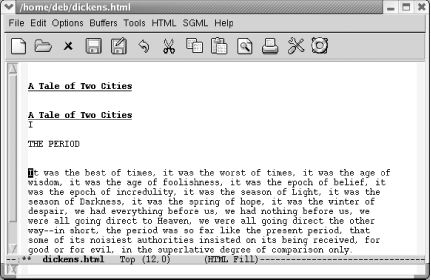 /home/deb/dickens.html
File Edit Options Buffers Tools HTML SGML Help
A Tale of Two Cities
A Tale of Two Cities
THE PERIOD
It was the best of times, it was the worst of times, it was the age of
wisdom, it was the age of foolishness, it was the epoch of belief, it
was the epoch of incredulity, it was the season of Light, it was the
season of Darkness, it was the spring of hope, it was the winter of
despair, we had everything before us, we had nothing before us, we
were all going direct to Heaven, we were all going direct the other
way--in short, the period was so far like the present period, that
some of its noisiest authorities insisted on its being received, for
good or for evil, in the superlative degree of comparison only.
--:** dickens.html Top (12,0) (HTML Fill)